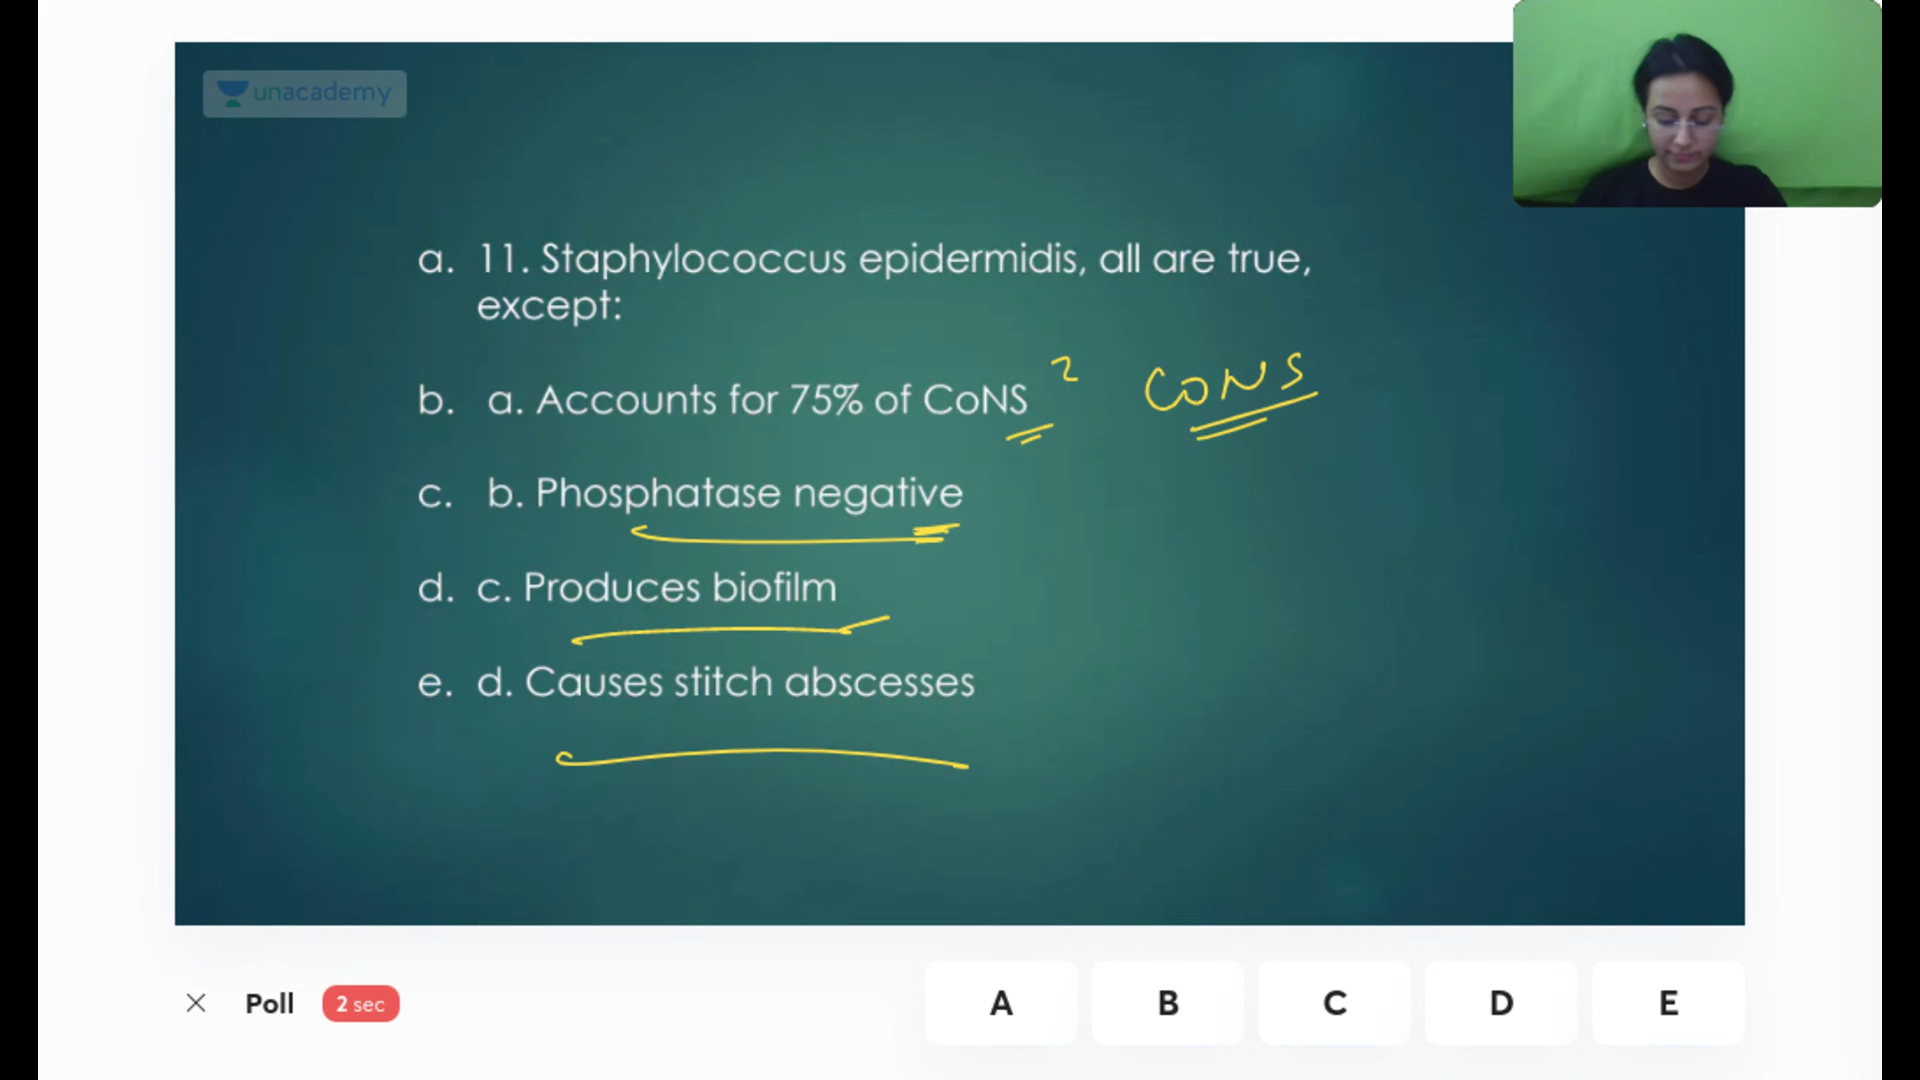 unacademy
a. 11. Staphylococcus epidermidis, all are true,
except:
b. a. Accounts for 75% of CoNS
2 CONS
c. b. Phosphatase negative
d. c. Produces biofilm
e. d. Causes stitch abscesses
Poll 2 sec A B C D E